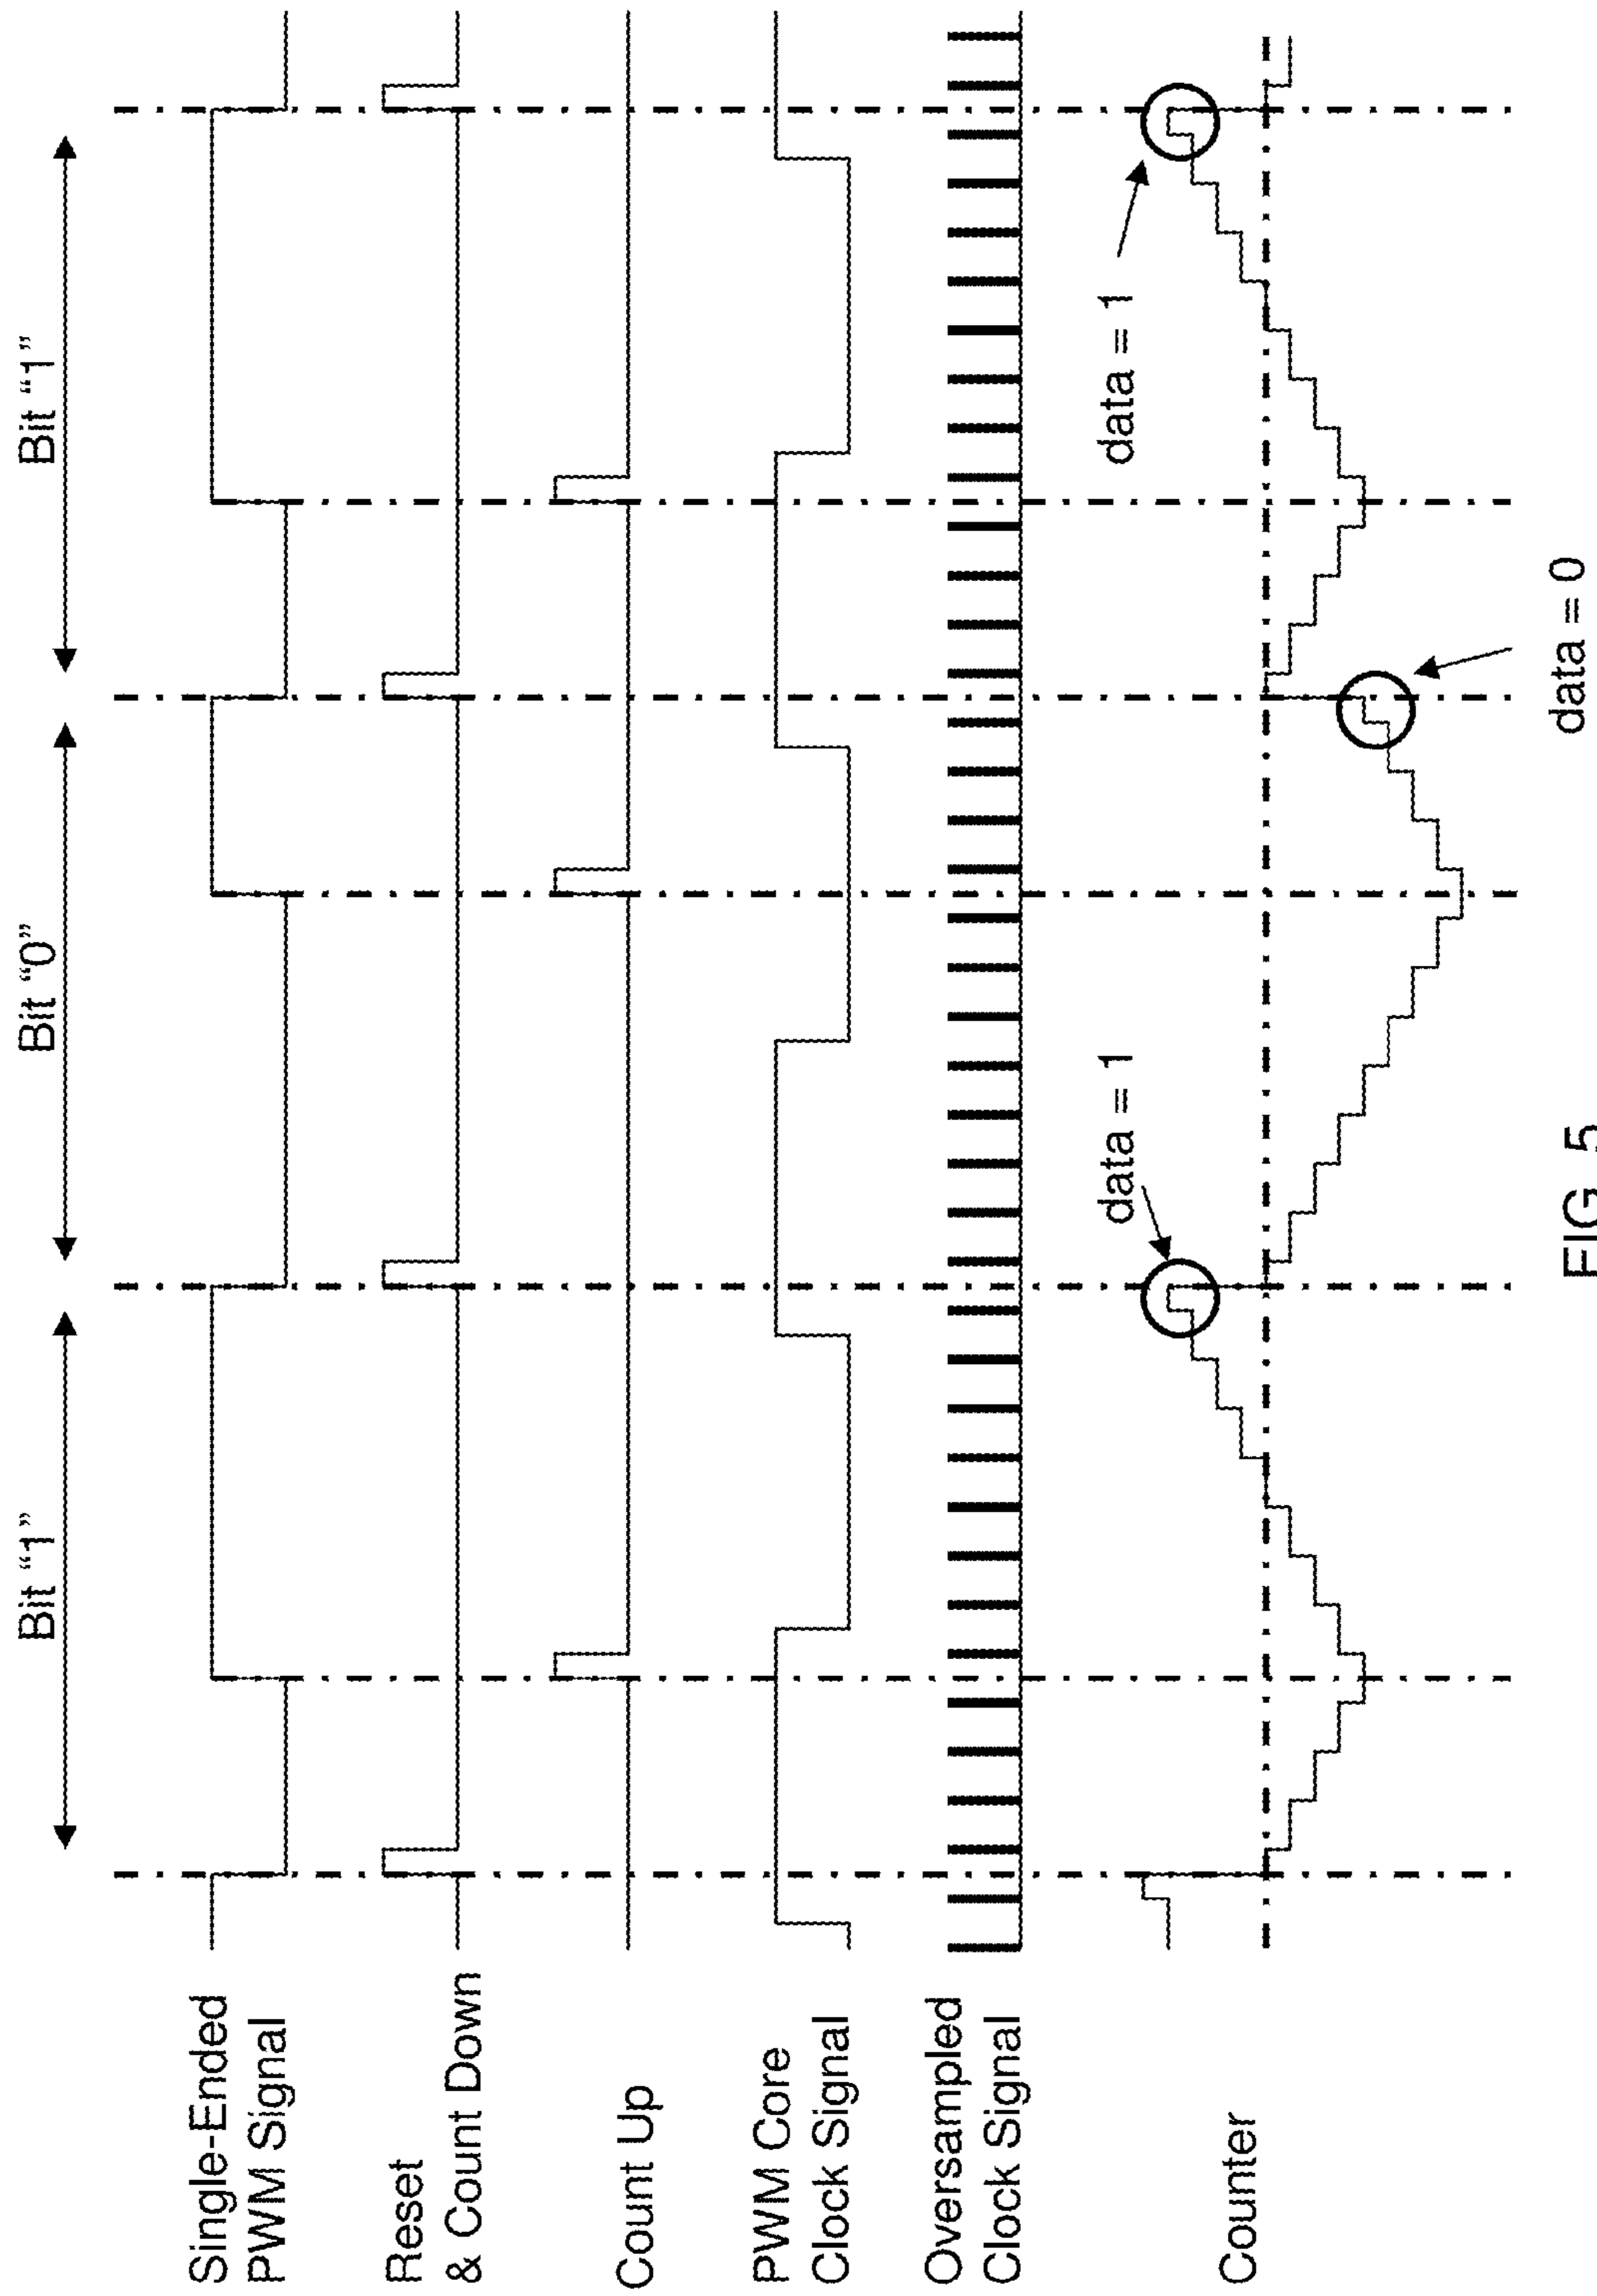 Bit “1”
Bit “0”
Bit “1”
Single-Ended
PWM Signal
Reset
& Count Down
Count Up
PWM Core
Clock Signal
Oversampled
Clock Signal
data = 1
data = 1
Counter
data = 0
FIG. 5